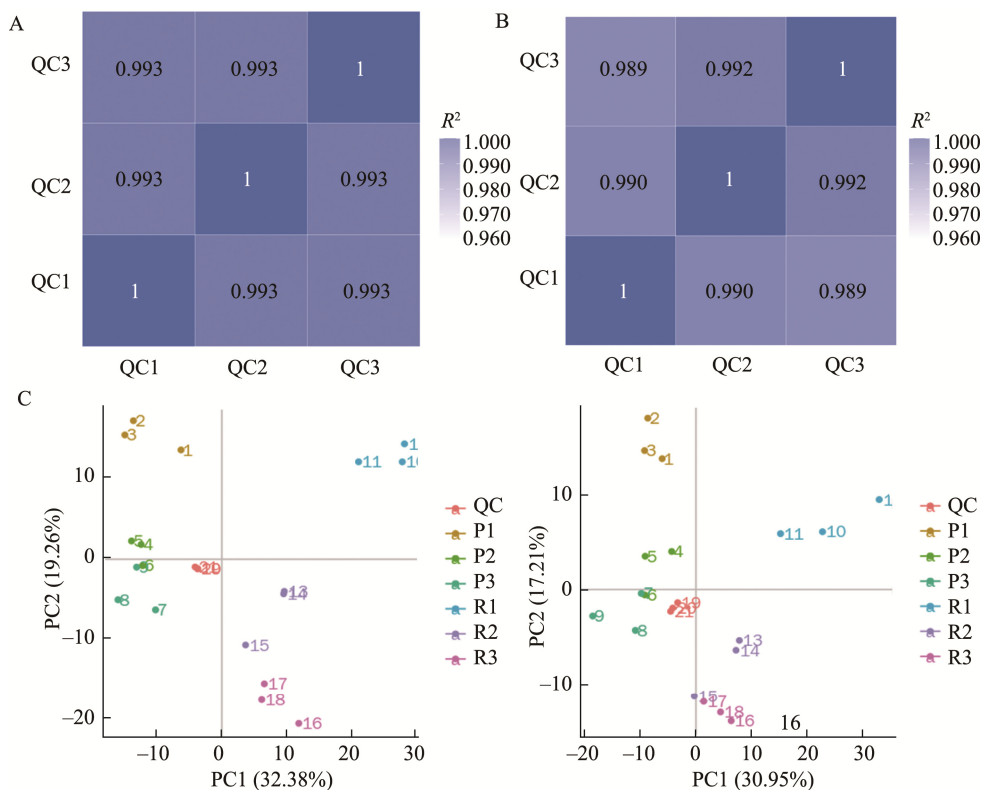 A
QC3
0.993 0.993 1
QC2
0.993 1 0.993
QC1
1 0.993 0.993
QC1 QC2 QC3
R²
1.000
0.990
0.980
0.970
0.960
B
QC3
0.989 0.992 1
QC2
0.990 1 0.992
QC1
1 0.990 0.989
QC1 QC2 QC3
R²
1.000
0.990
0.980
0.970
0.960
C
PC2 (19.26%)
10
0
−10
−20
2
3
1
11
5
4
6
8
7
13
14
15
17
18
16
−10 0 10 20 30
PC1 (32.38%)
QC
P1
P2
P3
R1
R2
R3
PC2 (17.21%)
10
0
−10
2
3
1
1
11
10
5
4
7
6
9
8
19
21
13
14
15
17
18
16
16
−20 −10 0 10 20 30
PC1 (30.95%)
QC
P1
P2
P3
R1
R2
R3